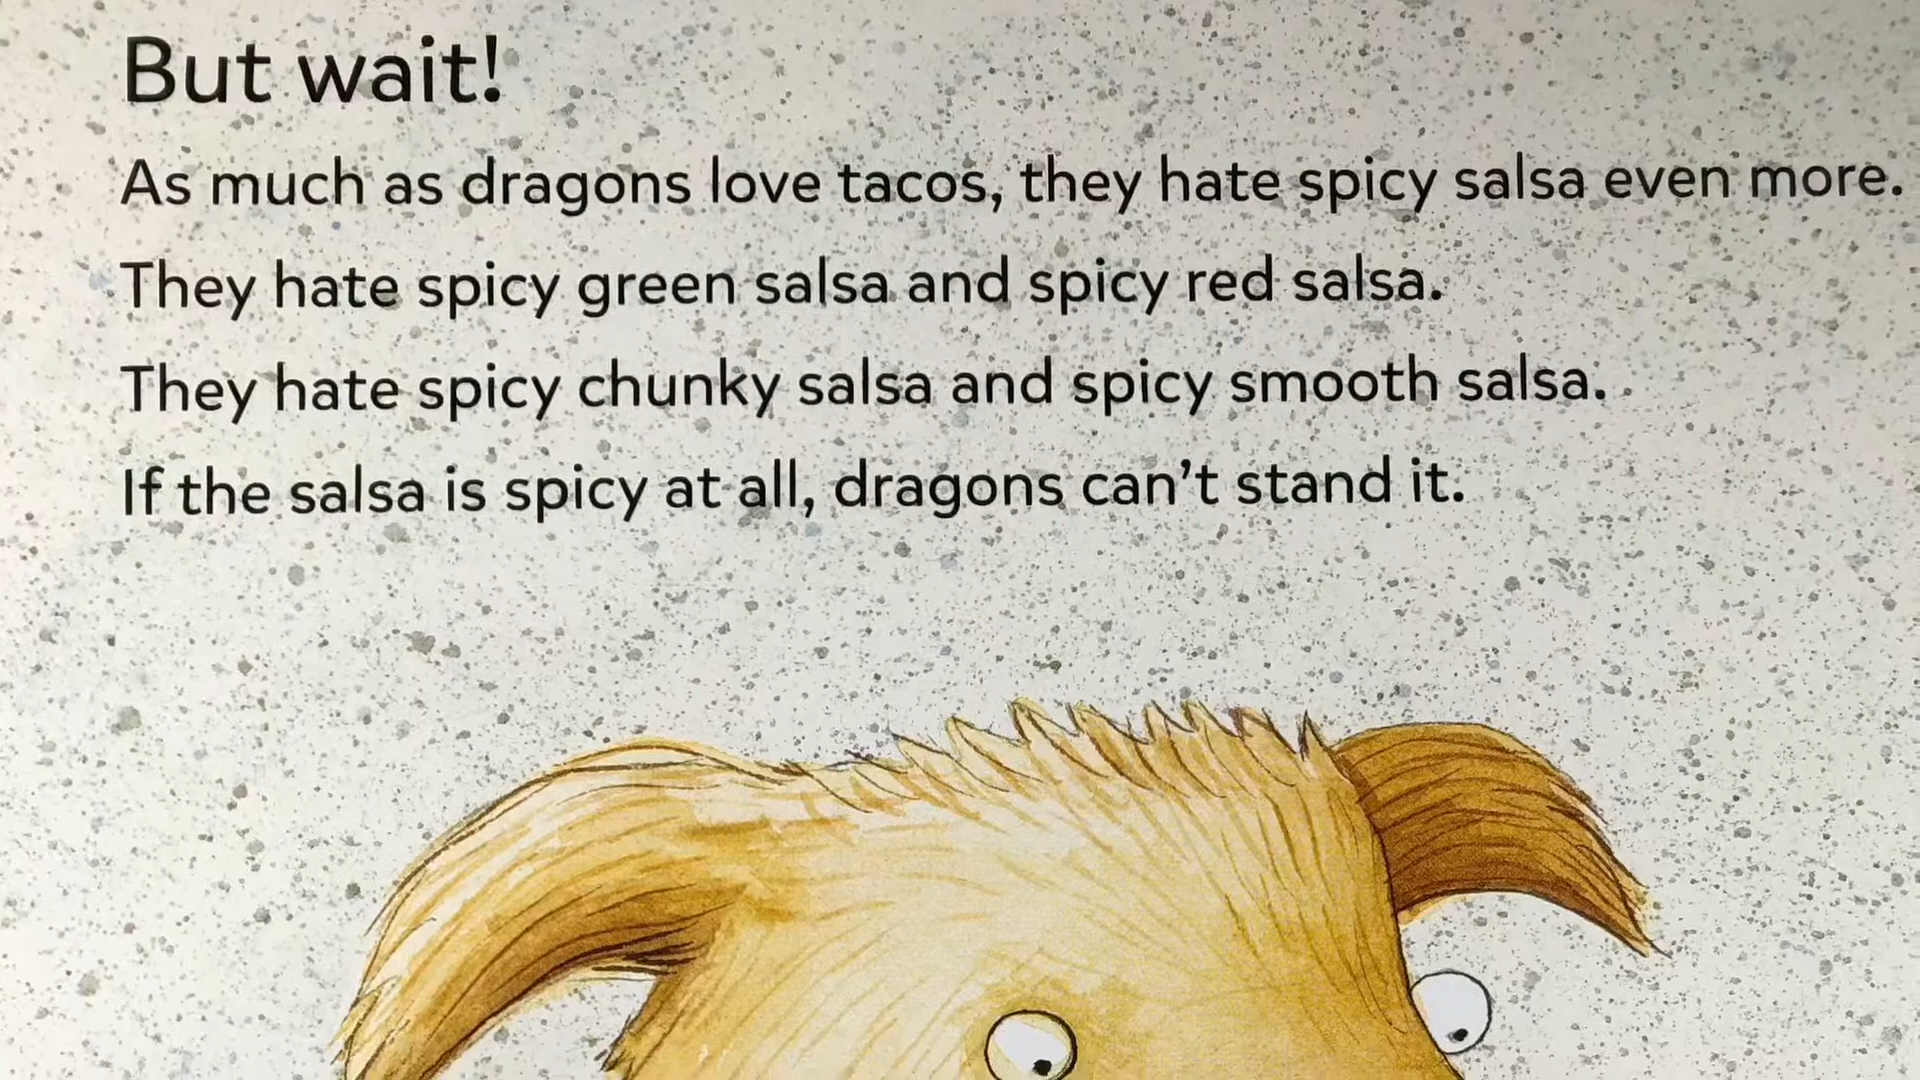 But wait!
As much as dragons love tacos, they hate spicy salsa even more.
They hate spicy green salsa and spicy red salsa.
They hate spicy chunky salsa and spicy smooth salsa.
If the salsa is spicy at all, dragons can’t stand it.